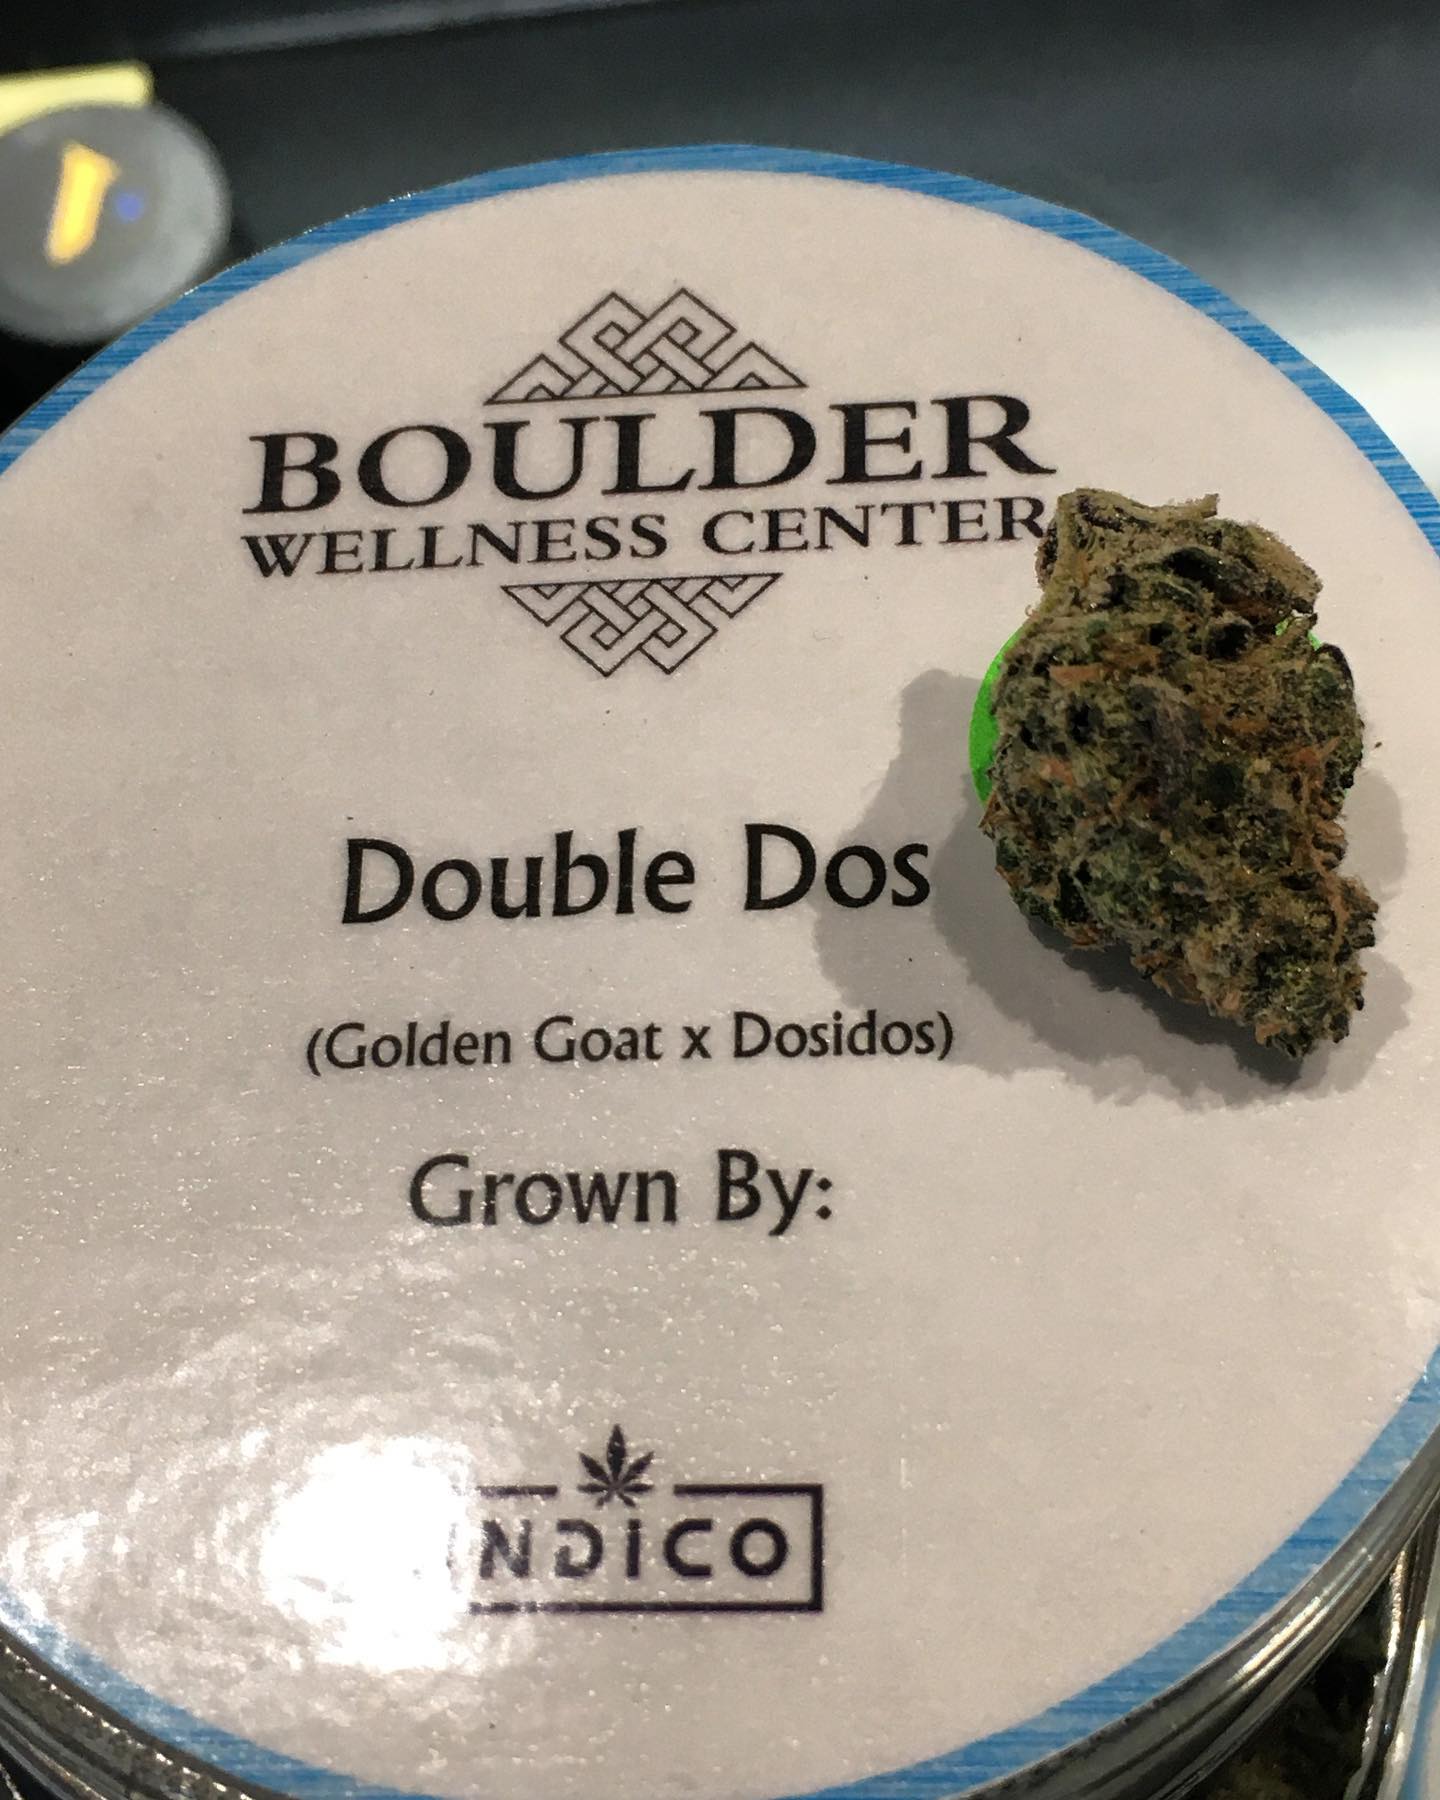 BOULDER
WELLNESS CENTER
Double Dos
(Golden Goat x Dosidos)
Grown By:
NDICO